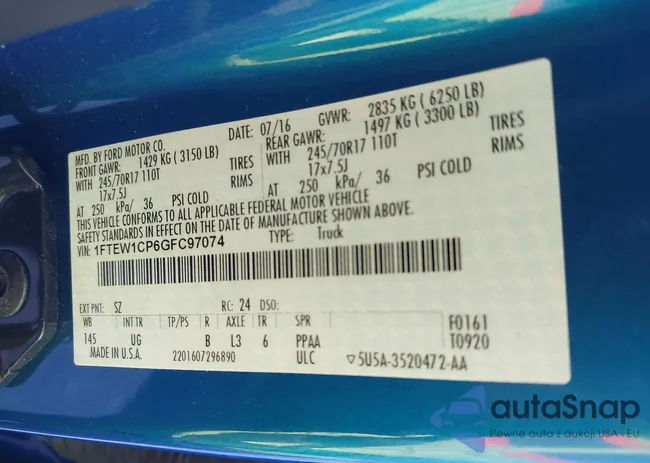 MFD. BY FORD MOTOR CO.
DATE: 07/16 GVWR: 2835 KG ( 6250 LB)
FRONT GAWR: 1429 KG ( 3150 LB) REAR GAWR: 1497 KG ( 3300 LB)
WITH 245/70R17 110T TIRES 245/70R17 110T TIRES
17x7.5J RIMS WITH 17x7.5J RIMS
AT 250 kPa/ 36 PSI COLD AT 250 kPa/ 36 PSI COLD
THIS VEHICLE CONFORMS TO ALL APPLICABLE FEDERAL MOTOR VEHICLE
SAFETY STANDARDS IN EFFECT ON THE DATE OF MANUFACTURE SHOWN ABOVE.
VIN: 1FTEW1CP6GFC97074
TYPE: Truck
EXT PNT: SZ RC: 24 DSO:
WB INT TR TP/PS R AXLE TR SPR F0161
145 UG B L3 6 PPAA T0920
MADE IN U.S.A. 2201607296890 ULC ▽5U5A-3520472-AA
autaSnap
Pewne auta z aukcji USA i EU